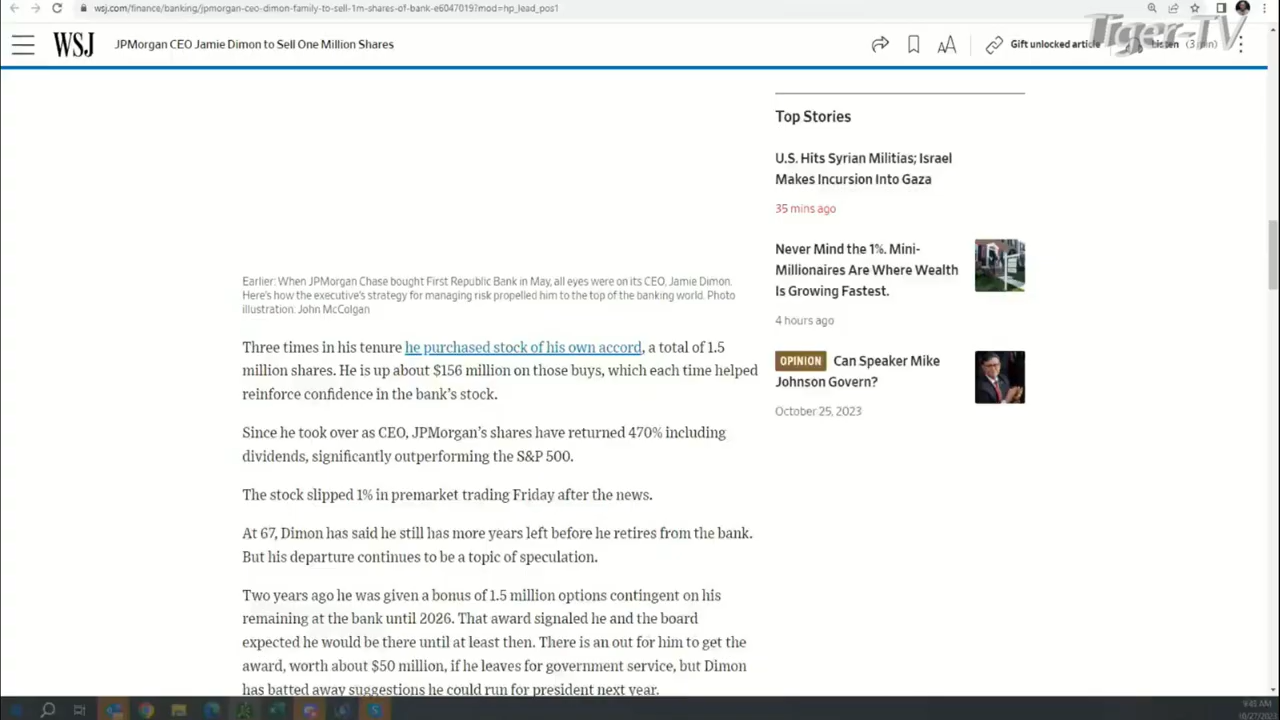 wsj.com/finance/banking/jpmorgan-ceo-dimon-family-to-sell-1m-shares-of-bank-e6047019?mod=hp_lead_pos1
Tiger-TV
WSJ
JPMorgan CEO Jamie Dimon to Sell One Million Shares
AA
Gift unlocked article
Listen (3 min)
Top Stories
U.S. Hits Syrian Militias; Israel
Makes Incursion Into Gaza
35 mins ago
Never Mind the 1%. Mini-
Millionaires Are Where Wealth
Is Growing Fastest.
4 hours ago
OPINION Can Speaker Mike
Johnson Govern?
October 25, 2023
Earlier: When JPMorgan Chase bought First Republic Bank in May, all eyes were on its CEO, Jamie Dimon.
Here's how the executive's strategy for managing risk propelled him to the top of the banking world. Photo
illustration: John McColgan
Three times in his tenure he purchased stock of his own accord, a total of 1.5
million shares. He is up about $156 million on those buys, which each time helped
reinforce confidence in the bank's stock.
Since he took over as CEO, JPMorgan's shares have returned 470% including
dividends, significantly outperforming the S&P 500.
The stock slipped 1% in premarket trading Friday after the news.
At 67, Dimon has said he still has more years left before he retires from the bank.
But his departure continues to be a topic of speculation.
Two years ago he was given a bonus of 1.5 million options contingent on his
remaining at the bank until 2026. That award signaled he and the board
expected he would be there until at least then. There is an out for him to get the
award, worth about $50 million, if he leaves for government service, but Dimon
has batted away suggestions he could run for president next year.
9:45 AM
10/27/2023